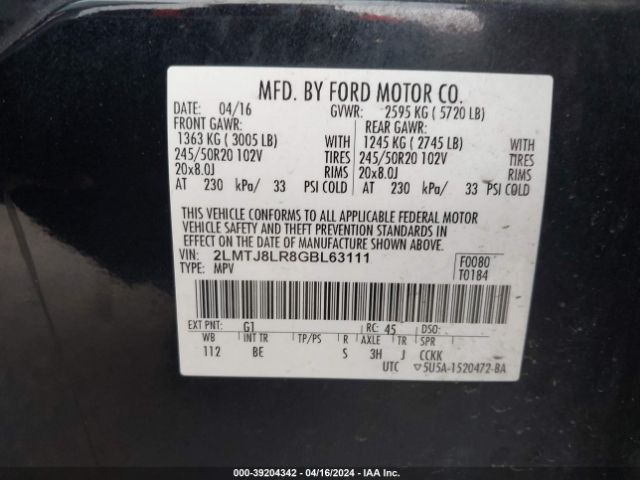 MFD. BY FORD MOTOR CO.
DATE: 04/16 GVWR: 2595 KG ( 5720 LB)
FRONT GAWR: REAR GAWR:
1363 KG ( 3005 LB) WITH 1245 KG ( 2745 LB) WITH
245/50R20 102V TIRES 245/50R20 102V TIRES
20x8.0J RIMS 20x8.0J RIMS
AT 230 kPa/ 33 PSI COLD AT 230 kPa/ 33 PSI COLD
THIS VEHICLE CONFORMS TO ALL APPLICABLE FEDERAL MOTOR
VEHICLE SAFETY AND THEFT PREVENTION STANDARDS IN
EFFECT ON THE DATE OF MANUFACTURE SHOWN ABOVE.
VIN: 2LMTJ8LR8GBL63111 F0080
TYPE: MPV T0184
EXT PNT: G1 RC: 45 DSO:
WB INT TR TP/PS R AXLE TR SPR
112 BE S 3H J CCKK
UTC ▽5U5A-1520472-BA
000-39204342 - 04/16/2024 - IAA Inc.